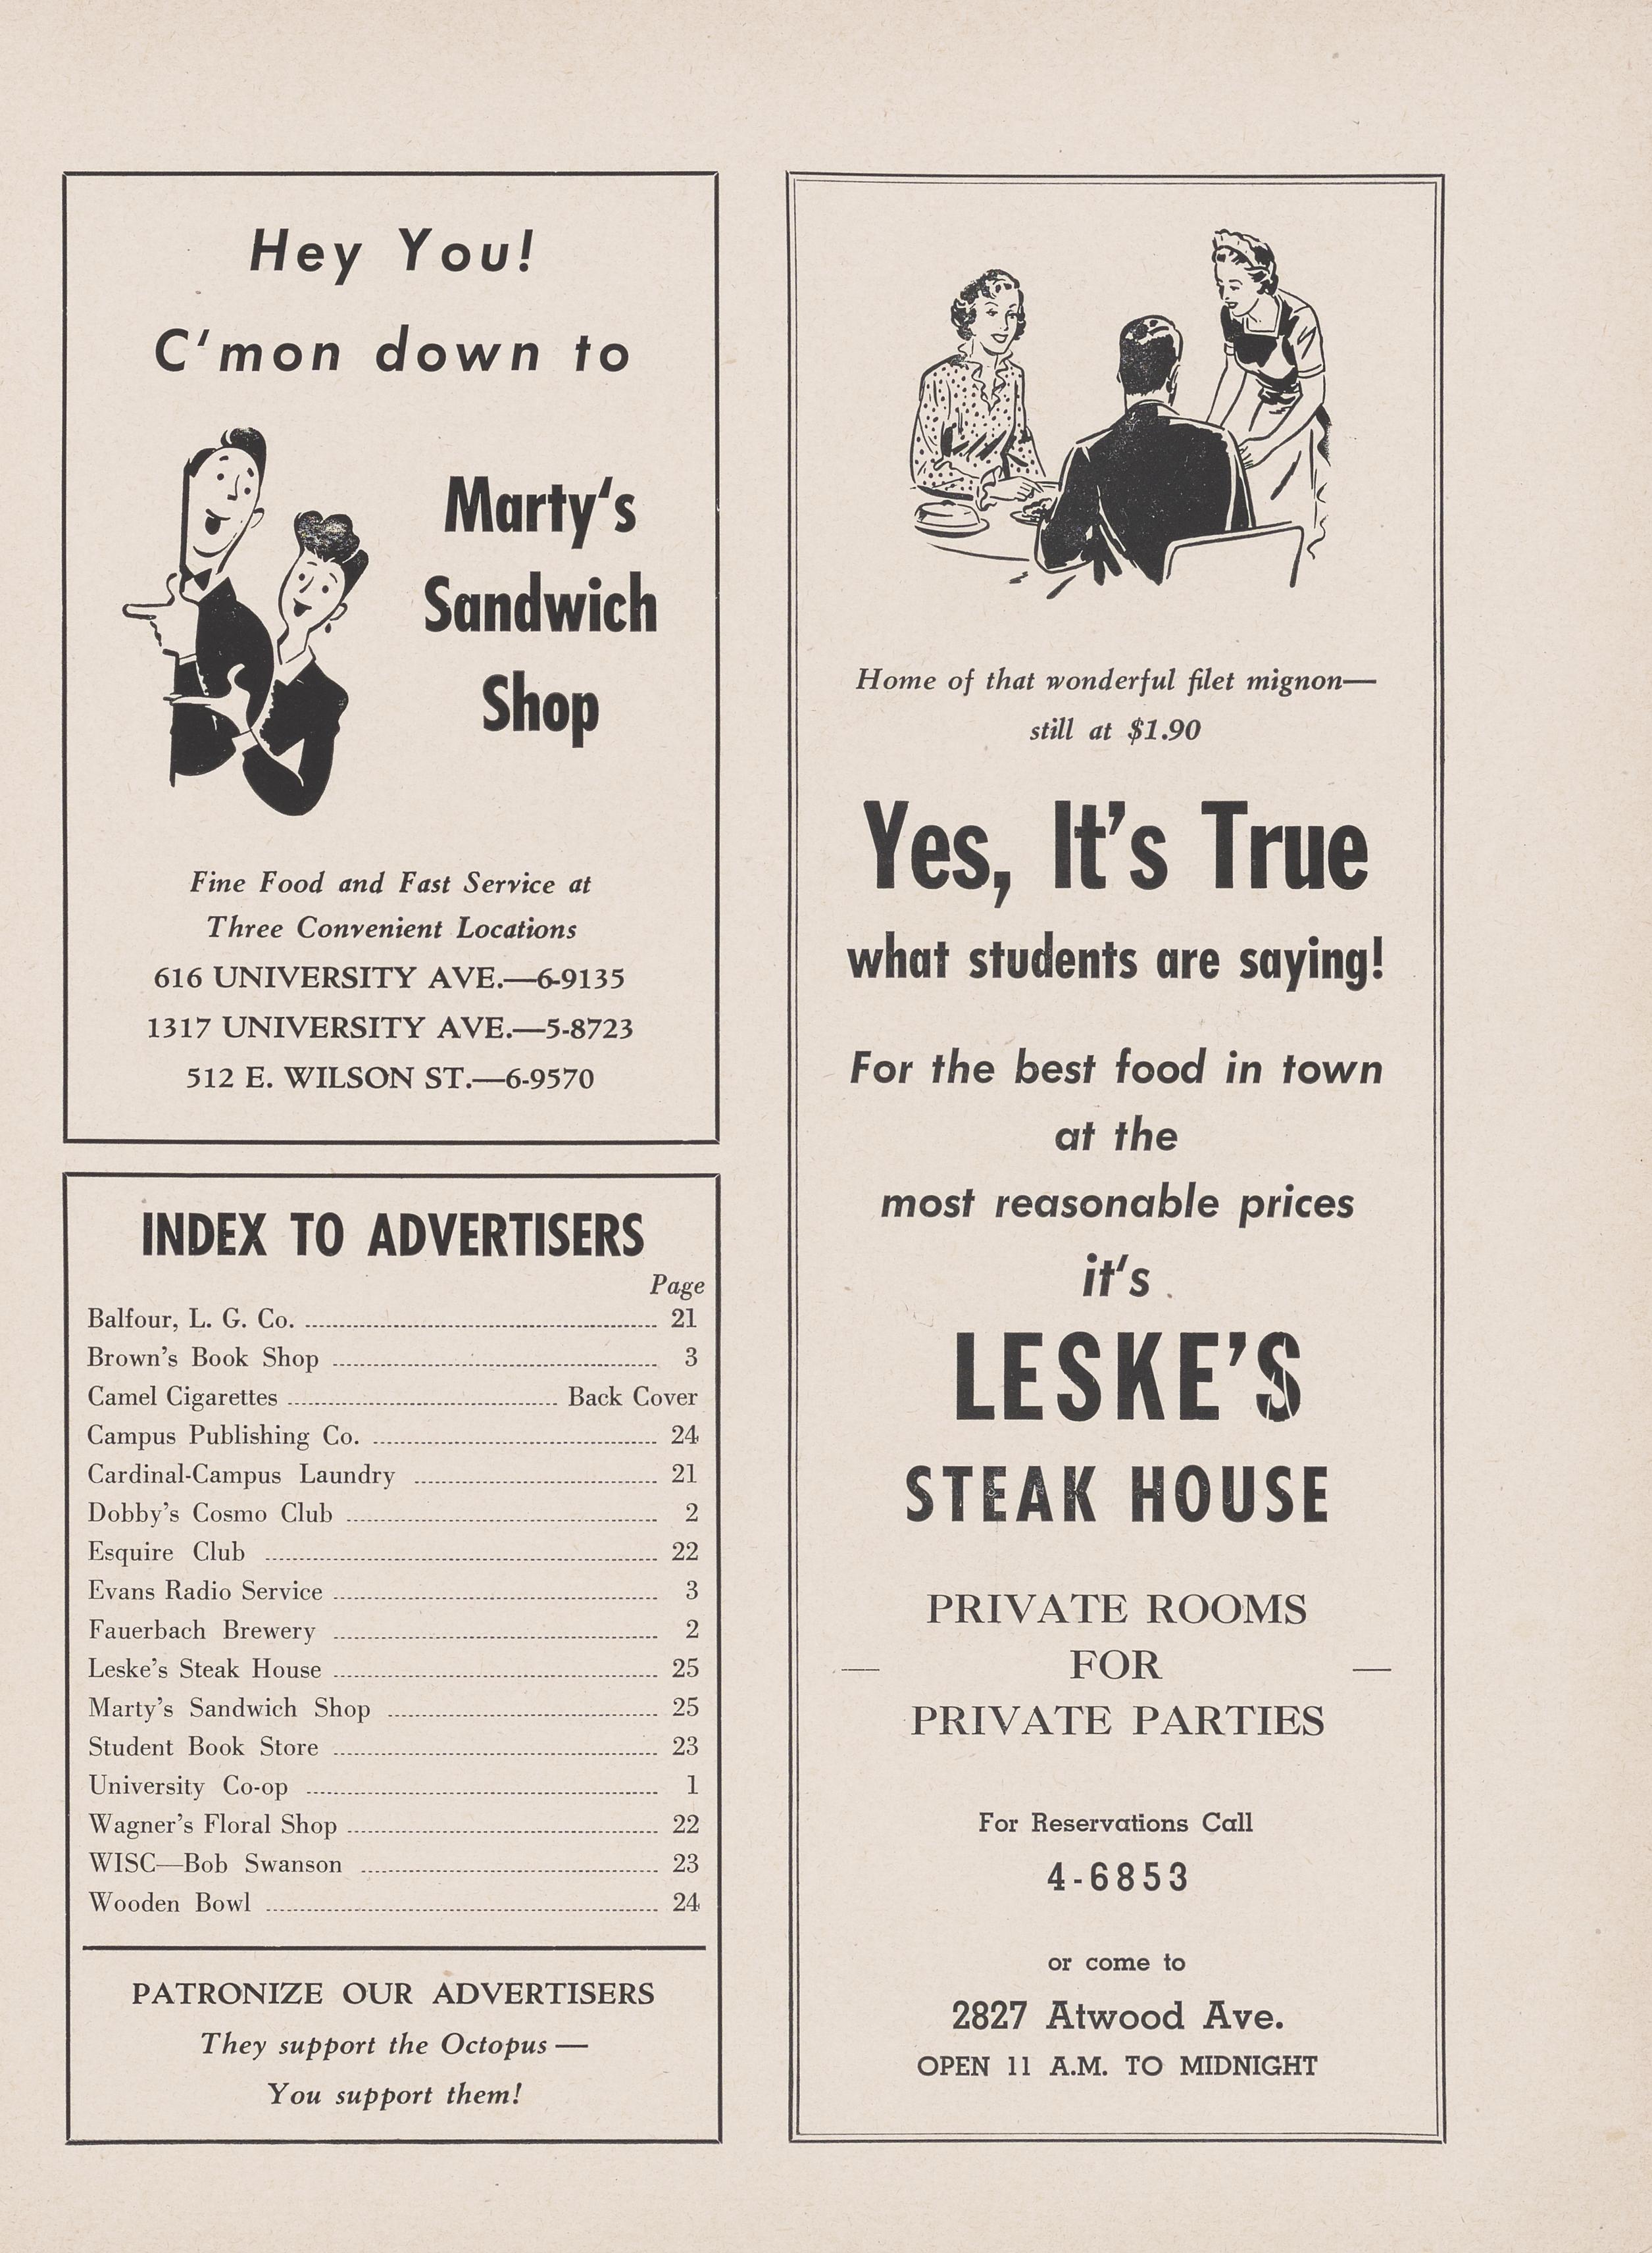 Hey You!
C'mon down to
Marty's
Sandwich
Shop
Fine Food and Fast Service at
Three Convenient Locations
616 UNIVERSITY AVE.—6-9135
1317 UNIVERSITY AVE.—5-8723
512 E. WILSON ST.—6-9570
INDEX TO ADVERTISERS
Page
Balfour, L. G. Co. 21
Brown's Book Shop 3
Camel Cigarettes Back Cover
Campus Publishing Co. 24
Cardinal-Campus Laundry 21
Dobby's Cosmo Club 2
Esquire Club 22
Evans Radio Service 3
Fauerbach Brewery 2
Leske's Steak House 25
Marty's Sandwich Shop 25
Student Book Store 23
University Co-op 1
Wagner's Floral Shop 22
WISC—Bob Swanson 23
Wooden Bowl 24
PATRONIZE OUR ADVERTISERS
They support the Octopus —
You support them!
Home of that wonderful filet mignon—
still at $1.90
Yes, It's True
what students are saying!
For the best food in town
at the
most reasonable prices
it's
LESKE'S
STEAK HOUSE
PRIVATE ROOMS
— FOR —
PRIVATE PARTIES
For Reservations Call
4-6853
or come to
2827 Atwood Ave.
OPEN 11 A.M. TO MIDNIGHT